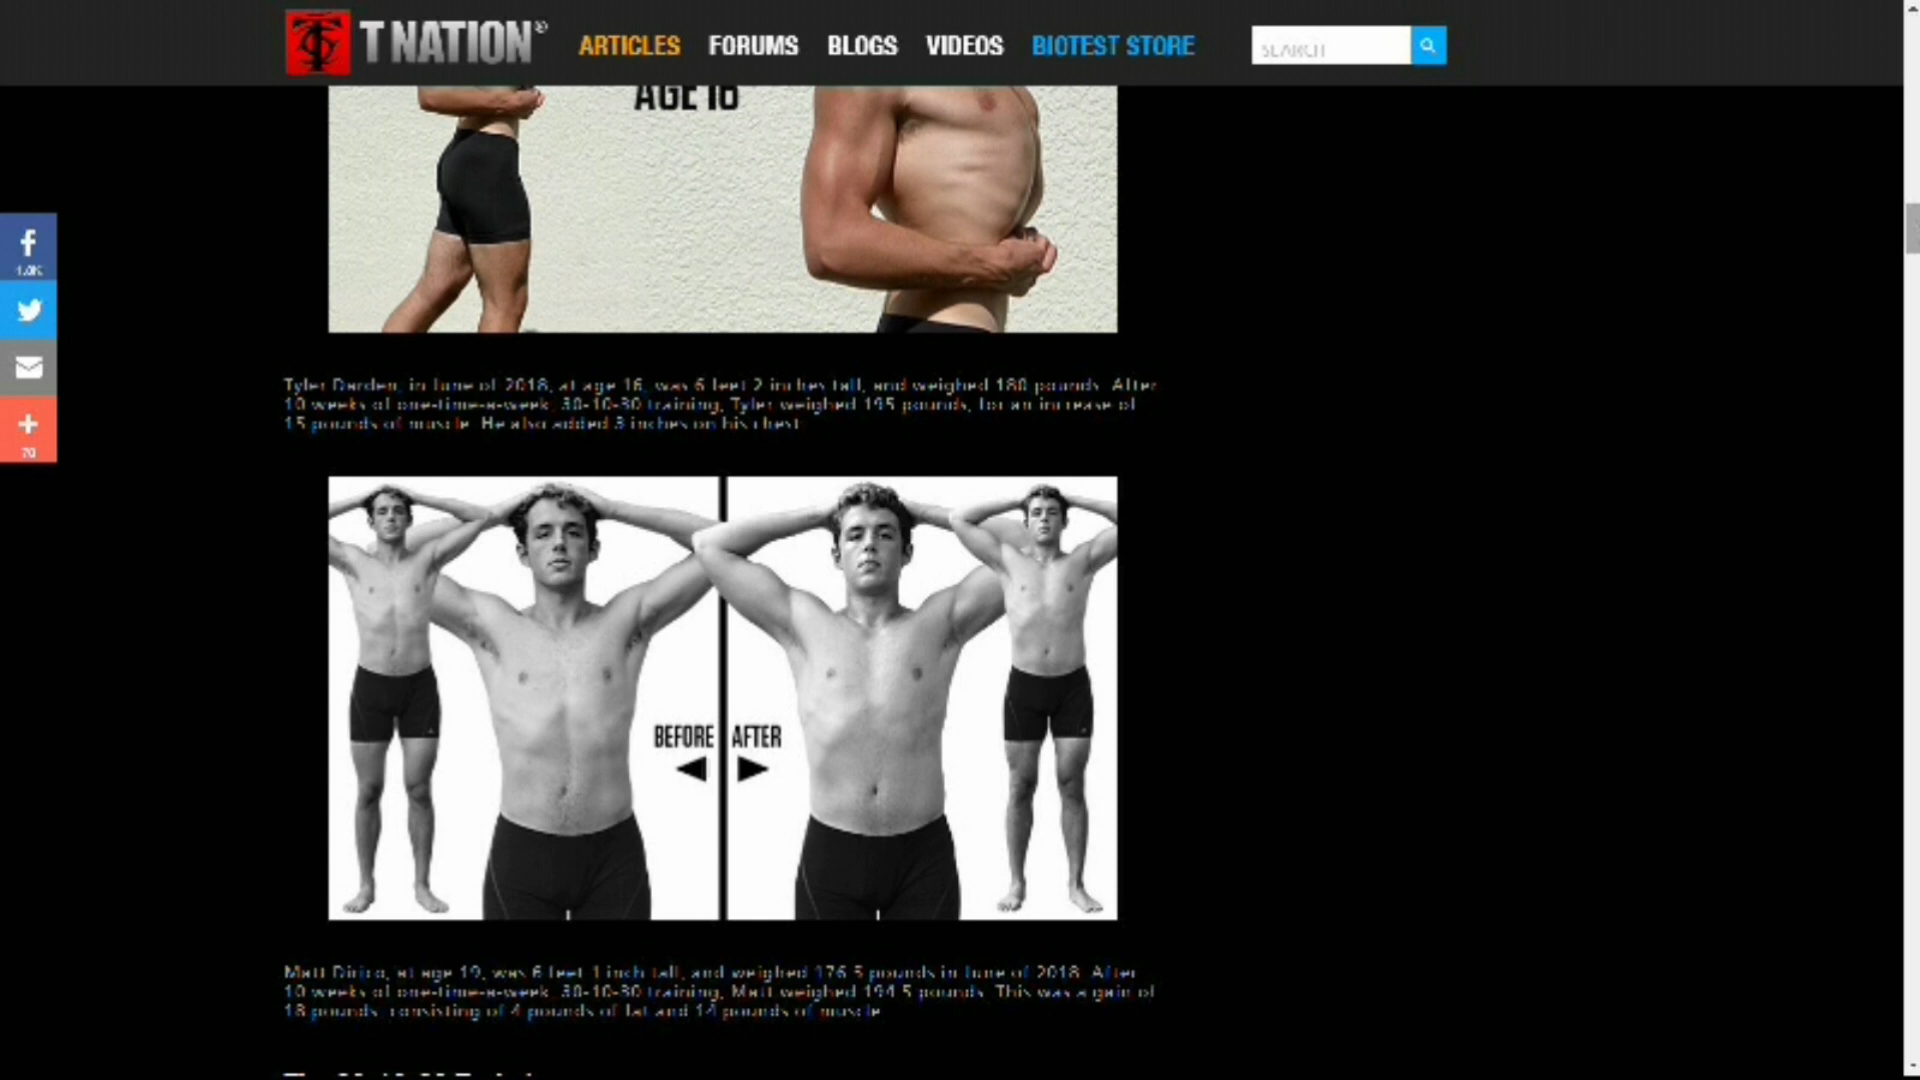 T NATION®
ARTICLES FORUMS BLOGS VIDEOS BIOTEST STORE
SEARCH
AGE 16
70
Tyler Darden, in June of 2018, at age 16, was 6 feet 2 inches tall, and weighed 180 pounds. After
10 weeks of one-time-a-week, 30-10-30 training, Tyler weighed 195 pounds, for an increase of
15 pounds of muscle. He also added 3 inches on his chest.
BEFORE AFTER
Matt Dirico, at age 19, was 6 feet 1 inch tall, and weighed 176.5 pounds in June of 2018. After
10 weeks of one-time-a-week, 30-10-30 training, Matt weighed 194.5 pounds. This was a gain of
18 pounds, consisting of 4 pounds of fat and 14 pounds of muscle.